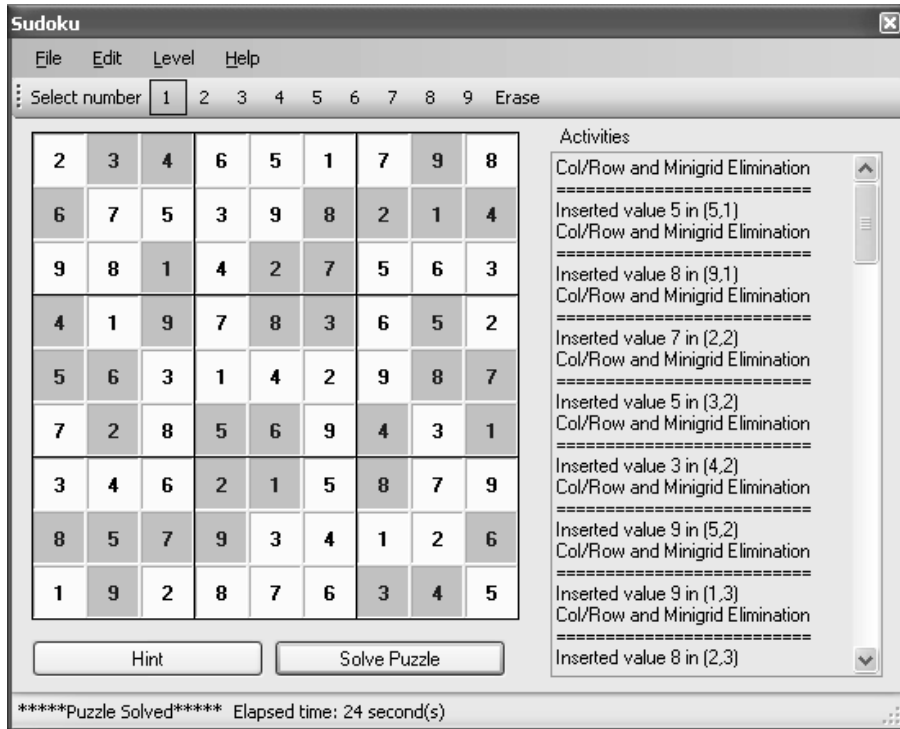 Sudoku
File Edit Level Help
Select number 1 2 3 4 5 6 7 8 9 Erase
2 3 4 6 5 1 7 9 8
6 7 5 3 9 8 2 1 4
9 8 1 4 2 7 5 6 3
4 1 9 7 8 3 6 5 2
5 6 3 1 4 2 9 8 7
7 2 8 5 6 9 4 3 1
3 4 6 2 1 5 8 7 9
8 5 7 9 3 4 1 2 6
1 9 2 8 7 6 3 4 5
Hint Solve Puzzle
Activities
Col/Row and Minigrid Elimination
==========================
Inserted value 5 in (5,1)
Col/Row and Minigrid Elimination
==========================
Inserted value 8 in (9,1)
Col/Row and Minigrid Elimination
==========================
Inserted value 7 in (2,2)
Col/Row and Minigrid Elimination
==========================
Inserted value 5 in (3,2)
Col/Row and Minigrid Elimination
==========================
Inserted value 3 in (4,2)
Col/Row and Minigrid Elimination
==========================
Inserted value 9 in (5,2)
Col/Row and Minigrid Elimination
==========================
Inserted value 9 in (1,3)
Col/Row and Minigrid Elimination
==========================
Inserted value 8 in (2,3)
*****Puzzle Solved***** Elapsed time: 24 second(s)